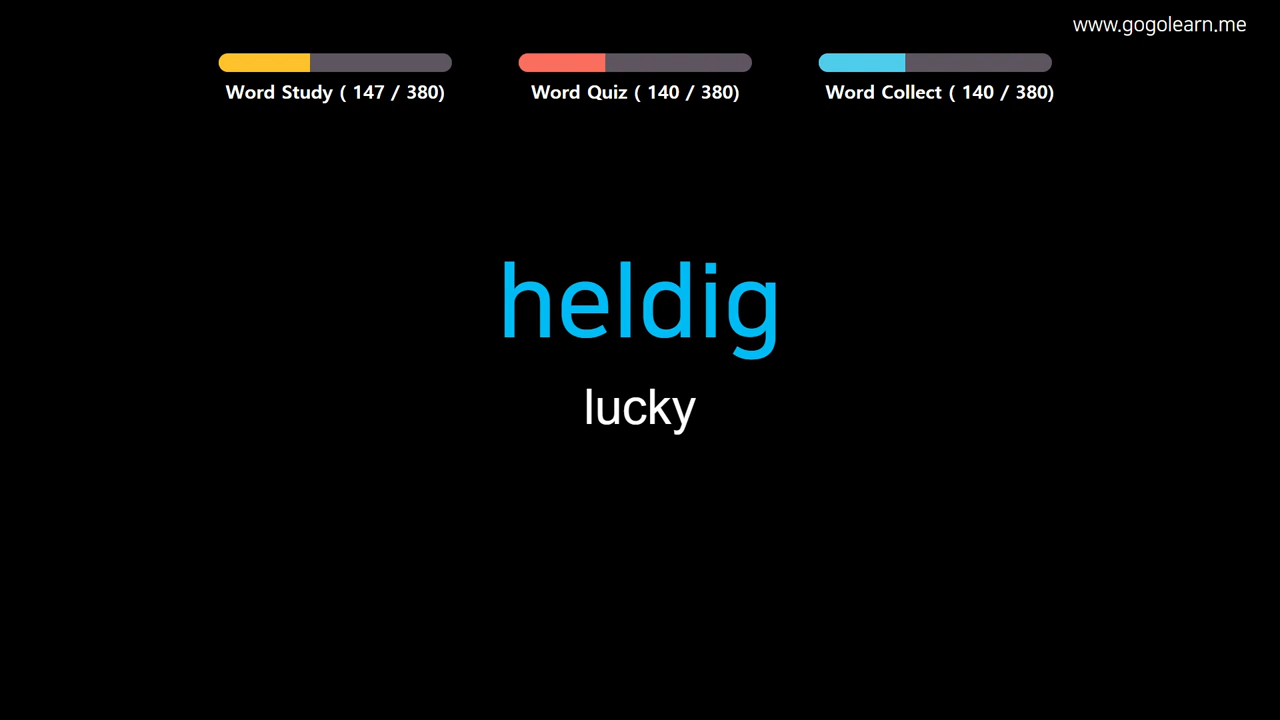 www.gogolearn.me
Word Study ( 147 / 380)
Word Quiz ( 140 / 380)
Word Collect ( 140 / 380)
heldig
lucky